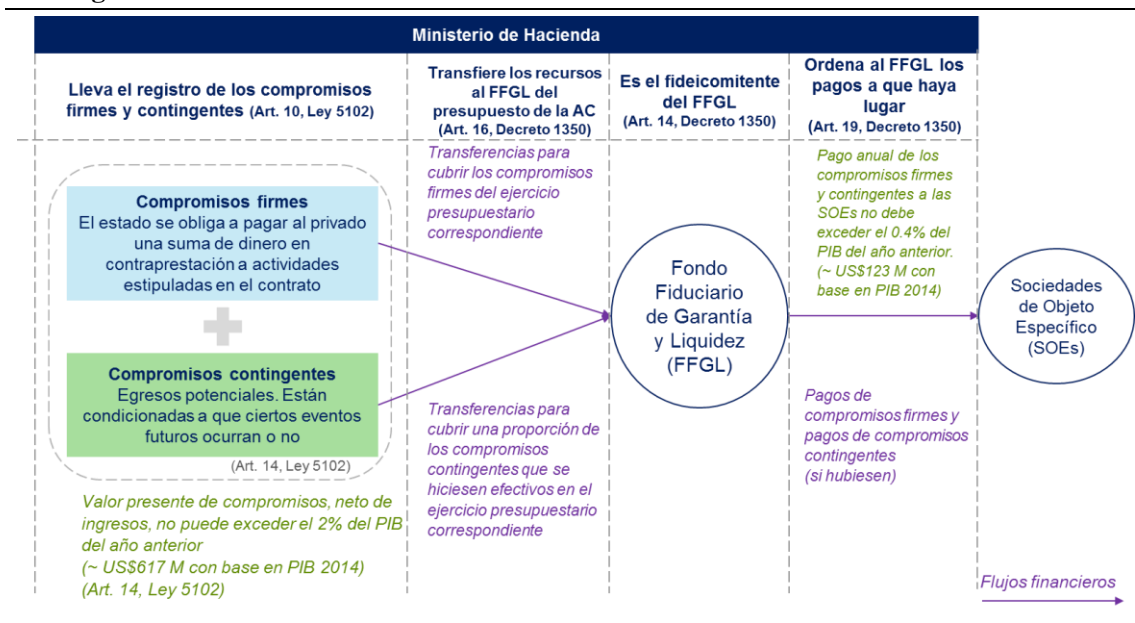 Ministerio de Hacienda
Lleva el registro de los compromisos
firmes y contingentes (Art. 10, Ley 5102)
Transfiere los recursos
al FFGL del
presupuesto de la AC
(Art. 16, Decreto 1350)
Es el fideicomitente
del FFGL
(Art. 14, Decreto 1350)
Ordena al FFGL los
pagos a que haya
lugar
(Art. 19, Decreto 1350)
Compromisos firmes
El estado se obliga a pagar al privado
una suma de dinero en
contraprestación a actividades
estipuladas en el contrato
Compromisos contingentes
Egresos potenciales. Están
condicionadas a que ciertos eventos
futuros ocurran o no
(Art. 14, Ley 5102)
Valor presente de compromisos, neto de
ingresos, no puede exceder el 2% del PIB
del año anterior
(~ US$617 M con base en PIB 2014)
(Art. 14, Ley 5102)
Transferencias para
cubrir los compromisos
firmes del ejercicio
presupuestario
correspondiente
Transferencias para
cubrir una proporción de
los compromisos
contingentes que se
hiciesen efectivos en el
ejercicio presupuestario
correspondiente
Fondo
Fiduciario
de Garantía
y Liquidez
(FFGL)
Pago anual de los
compromisos firmes
y contingentes a las
SOEs no debe
exceder el 0.4% del
PIB del año anterior.
(~ US$123 M con
base en PIB 2014)
Pagos de
compromisos firmes y
pagos de compromisos
contingentes
(si hubiesen)
Sociedades
de Objeto
Específico
(SOEs)
Flujos financieros